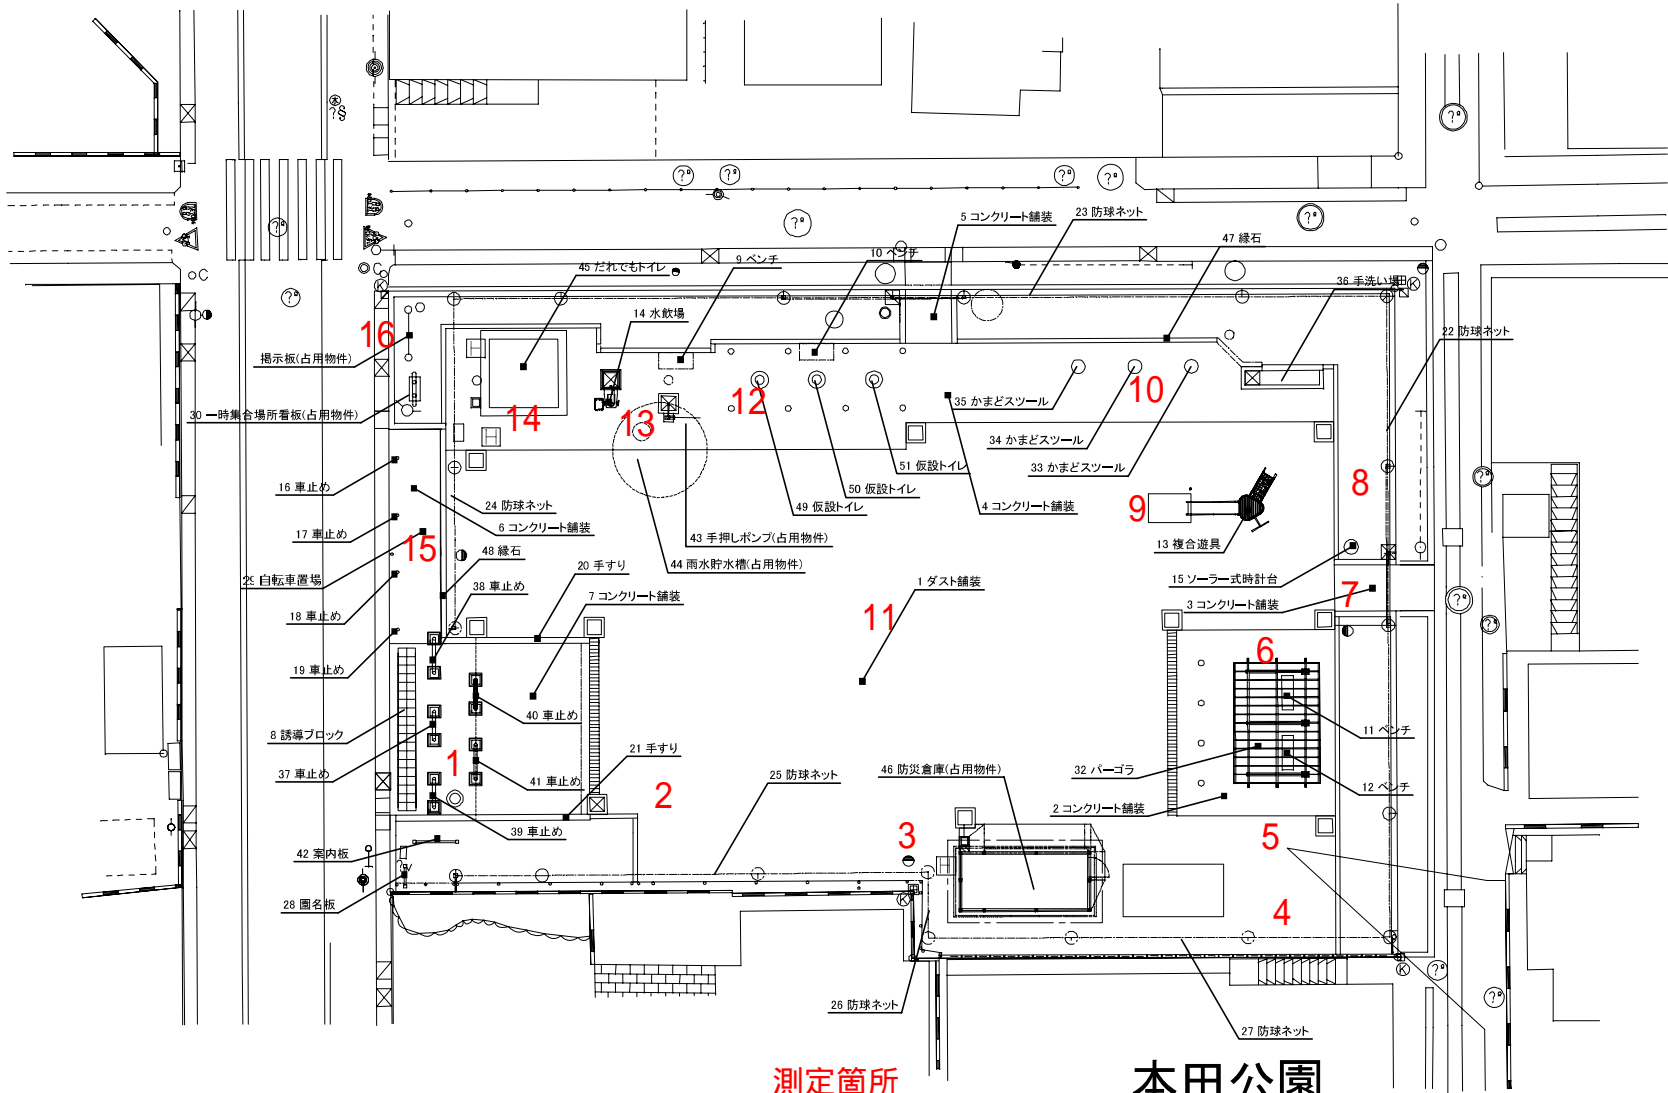 5 コンクリート舗装
23 防球ネット
47 縁石
9 ベンチ
10 ベンチ
45 だれでもトイレ
36 手洗い場
14 水飲場
22 防球ネット
16
掲示板(占用物件)
30 一時集合場所看板(占用物件)
14
13
12
10
35 かまどスツール
34 かまどスツール
33 かまどスツール
51 仮設トイレ
50 仮設トイレ
49 仮設トイレ
4 コンクリート舗装
16 車止め
24 防球ネット
6 コンクリート舗装
8
9
17 車止め
15
43 手押しポンプ(占用物件)
13 複合遊具
48 縁石
20 手すり
44 雨水貯水槽(占用物件)
29 自転車置場
38 車止め
7 コンクリート舗装
1 ダスト舗装
15 ソーラー式時計台
3 コンクリート舗装
7
11
18 車止め
6
19 車止め
40 車止め
8 誘導ブロック
21 手すり
11 ベンチ
37 車止め
1
41 車止め
2
25 防球ネット
46 防災倉庫(占用物件)
32 パーゴラ
12 ベンチ
2 コンクリート舗装
39 車止め
3
5
42 案内板
28 園名板
4
26 防球ネット
27 防球ネット
測定箇所
本田公園